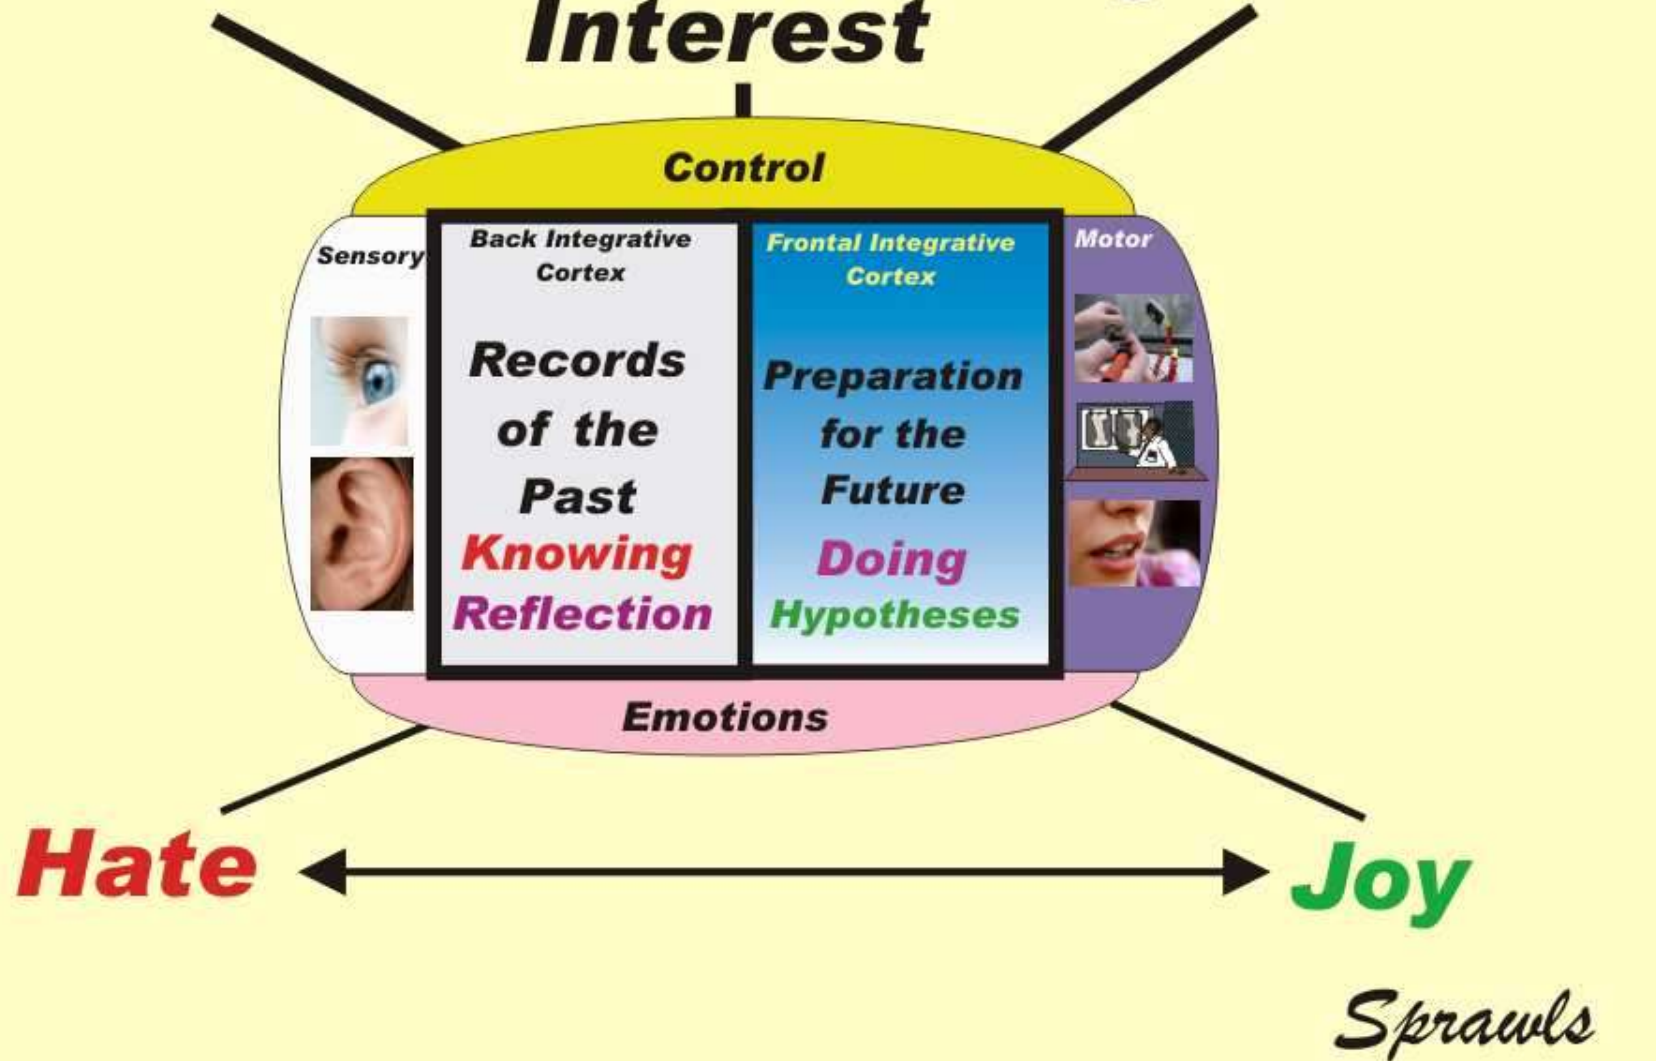 Interest
Control
Sensory
Back Integrative
Cortex
Records
of the
Past
Knowing
Reflection
Frontal Integrative
Cortex
Preparation
for the
Future
Doing
Hypotheses
Motor
Emotions
Hate
Joy
Sprawls